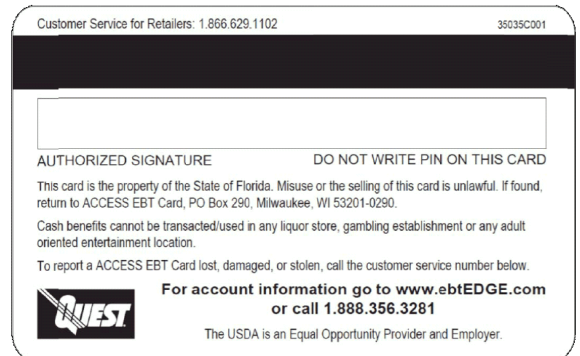 Customer Service for Retailers: 1.866.629.1102 35035C001
AUTHORIZED SIGNATURE DO NOT WRITE PIN ON THIS CARD
This card is the property of the State of Florida. Misuse or the selling of this card is unlawful. If found,
return to ACCESS EBT Card, PO Box 290, Milwaukee, WI 53201-0290.
Cash benefits cannot be transacted/used in any liquor store, gambling establishment or any adult
oriented entertainment location.
To report a ACCESS EBT Card lost, damaged, or stolen, call the customer service number below.
For account information go to www.ebtEDGE.com
or call 1.888.356.3281
QUEST
The USDA is an Equal Opportunity Provider and Employer.